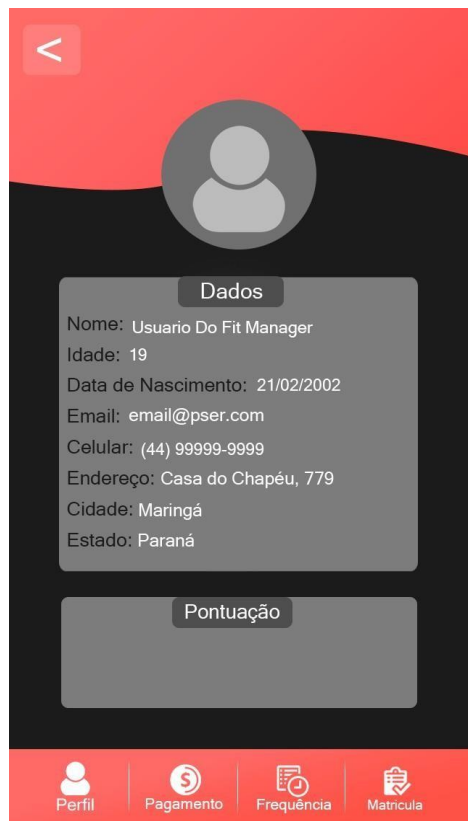 <
Dados
Nome: Usuario Do Fit Manager
Idade: 19
Data de Nascimento: 21/02/2002
Email: email@pser.com
Celular: (44) 99999-9999
Endereço: Casa do Chapéu, 779
Cidade: Maringá
Estado: Paraná
Pontuação
Perfil Pagamento Frequência Matricula